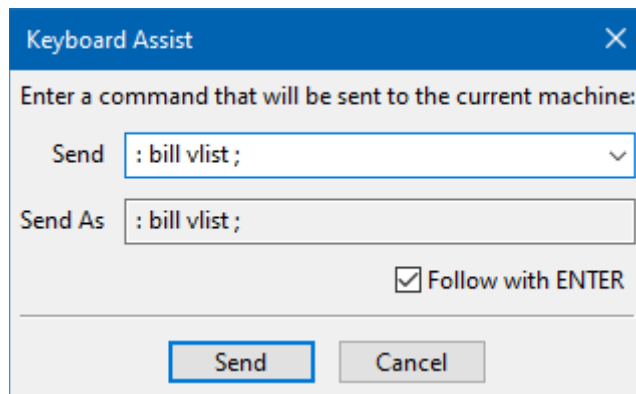 Keyboard Assist
Enter a command that will be sent to the current machine:
Send : bill vlist ;
Send As : bill vlist ;
Follow with ENTER
Send Cancel